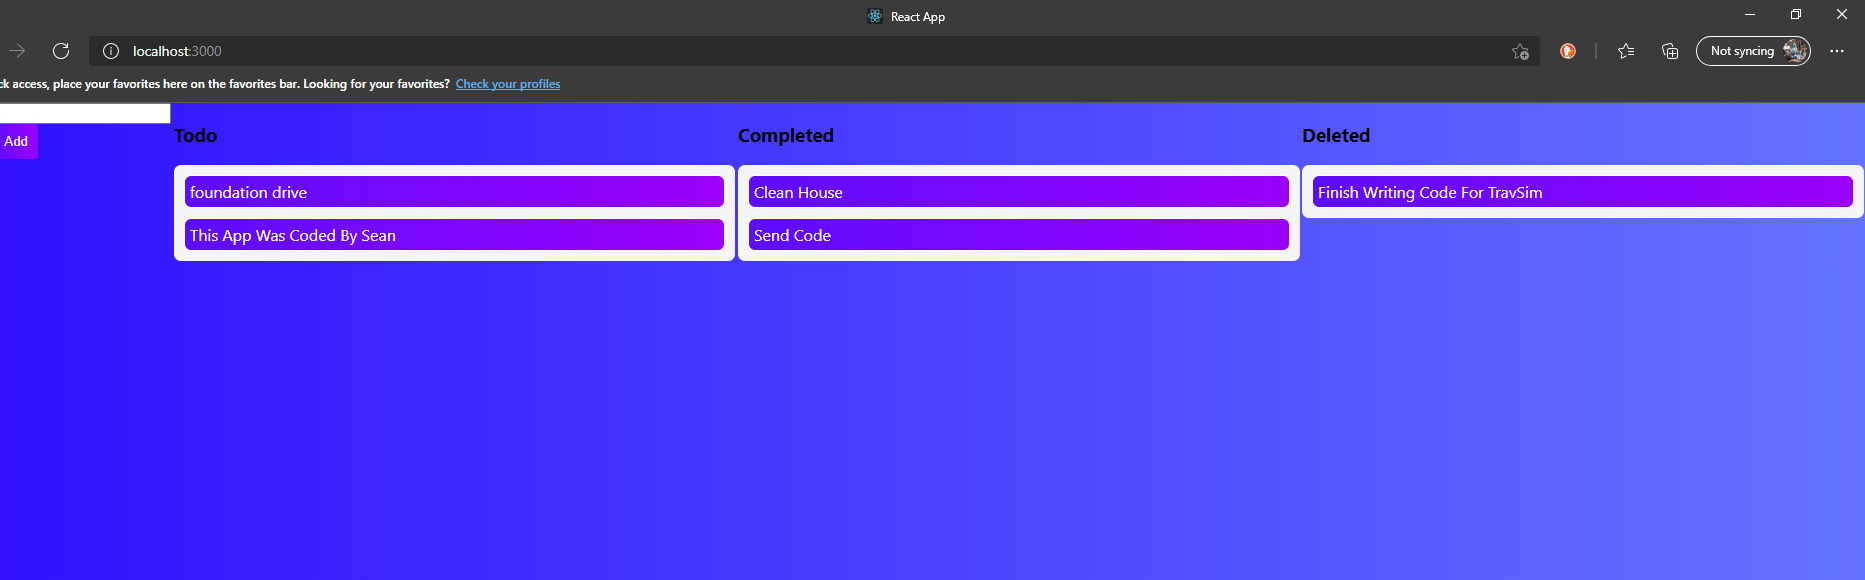 React App
localhost:3000
Not syncing
ck access, place your favorites here on the favorites bar. Looking for your favorites? Check your profiles
Add
Todo
foundation drive
This App Was Coded By Sean
Completed
Clean House
Send Code
Deleted
Finish Writing Code For TravSim